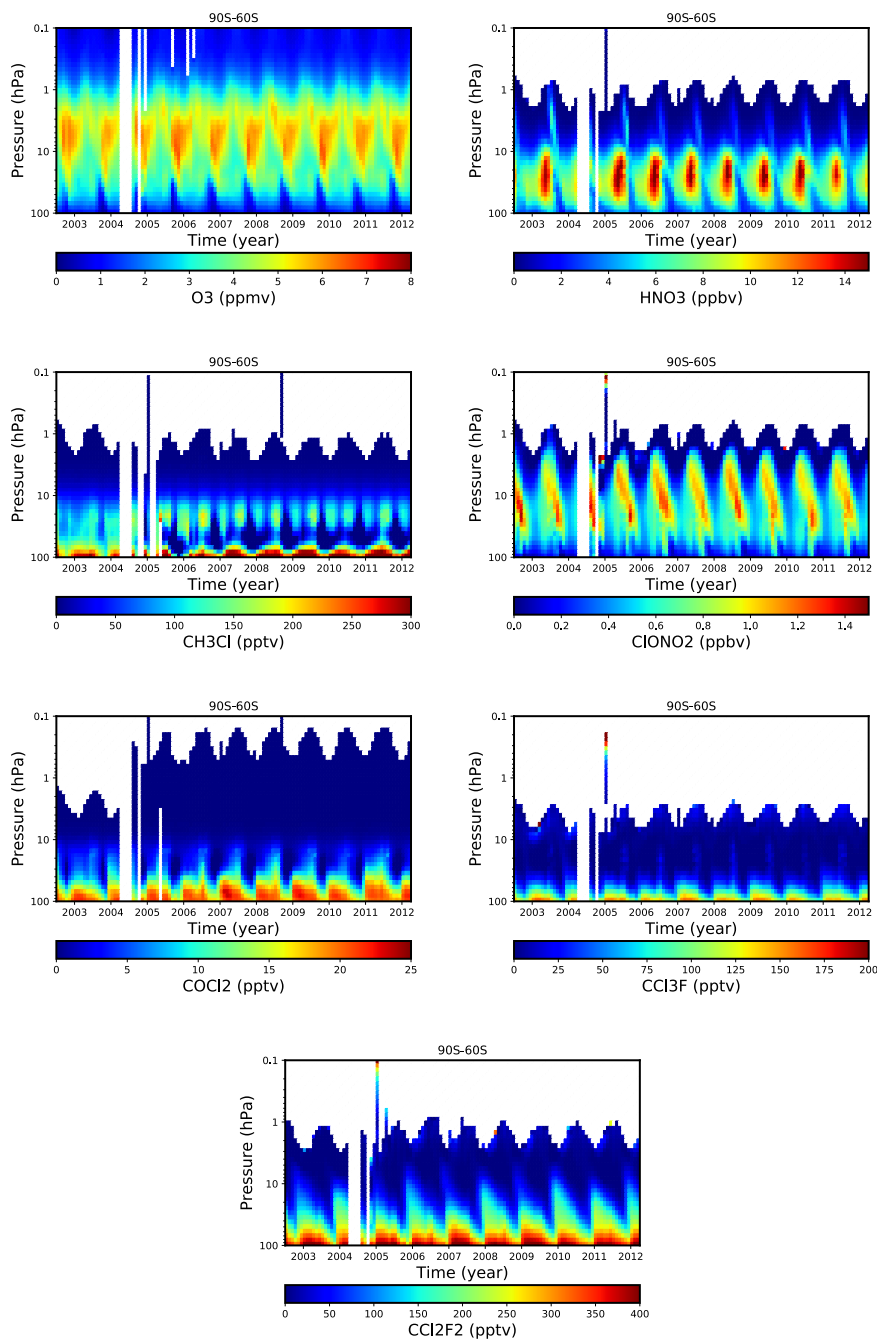 90S-60S
0.1
1
10
100
Pressure (hPa)
2003 2004 2005 2006 2007 2008 2009 2010 2011 2012
Time (year)
0 1 2 3 4 5 6 7 8
O3 (ppmv)
90S-60S
0.1
1
10
100
Pressure (hPa)
2003 2004 2005 2006 2007 2008 2009 2010 2011 2012
Time (year)
0 2 4 6 8 10 12 14
HNO3 (ppbv)
90S-60S
0.1
1
10
100
Pressure (hPa)
2003 2004 2005 2006 2007 2008 2009 2010 2011 2012
Time (year)
0 50 100 150 200 250 300
CH3Cl (pptv)
90S-60S
0.1
1
10
100
Pressure (hPa)
2003 2004 2005 2006 2007 2008 2009 2010 2011 2012
Time (year)
0.0 0.2 0.4 0.6 0.8 1.0 1.2 1.4
ClONO2 (ppbv)
90S-60S
0.1
1
10
100
Pressure (hPa)
2003 2004 2005 2006 2007 2008 2009 2010 2011 2012
Time (year)
0 5 10 15 20 25
COCl2 (pptv)
90S-60S
0.1
1
10
100
Pressure (hPa)
2003 2004 2005 2006 2007 2008 2009 2010 2011 2012
Time (year)
0 25 50 75 100 125 150 175 200
CCl3F (pptv)
90S-60S
0.1
1
10
100
Pressure (hPa)
2003 2004 2005 2006 2007 2008 2009 2010 2011 2012
Time (year)
0 50 100 150 200 250 300 350 400
CCl2F2 (pptv)